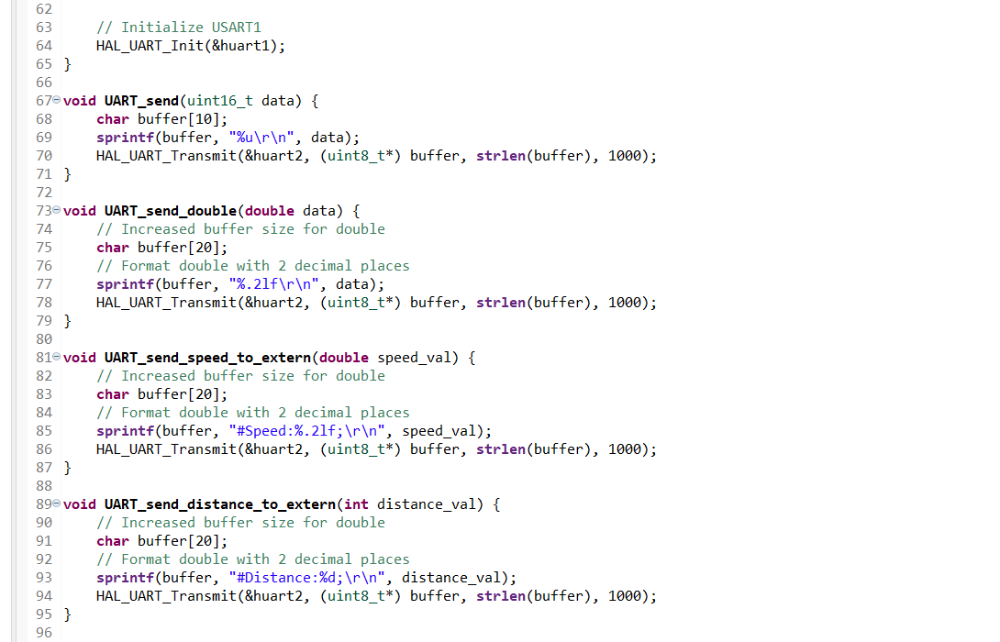 62
63     // Initialize USART1
64     HAL_UART_Init(&huart1);
65 }
66
67 void UART_send(uint16_t data) {
68     char buffer[10];
69     sprintf(buffer, "%u\r\n", data);
70     HAL_UART_Transmit(&huart2, (uint8_t*) buffer, strlen(buffer), 1000);
71 }
72
73 void UART_send_double(double data) {
74     // Increased buffer size for double
75     char buffer[20];
76     // Format double with 2 decimal places
77     sprintf(buffer, "%.2lf\r\n", data);
78     HAL_UART_Transmit(&huart2, (uint8_t*) buffer, strlen(buffer), 1000);
79 }
80
81 void UART_send_speed_to_extern(double speed_val) {
82     // Increased buffer size for double
83     char buffer[20];
84     // Format double with 2 decimal places
85     sprintf(buffer, "#Speed:%.2lf;\r\n", speed_val);
86     HAL_UART_Transmit(&huart2, (uint8_t*) buffer, strlen(buffer), 1000);
87 }
88
89 void UART_send_distance_to_extern(int distance_val) {
90     // Increased buffer size for double
91     char buffer[20];
92     // Format double with 2 decimal places
93     sprintf(buffer, "#Distance:%d;\r\n", distance_val);
94     HAL_UART_Transmit(&huart2, (uint8_t*) buffer, strlen(buffer), 1000);
95 }
96